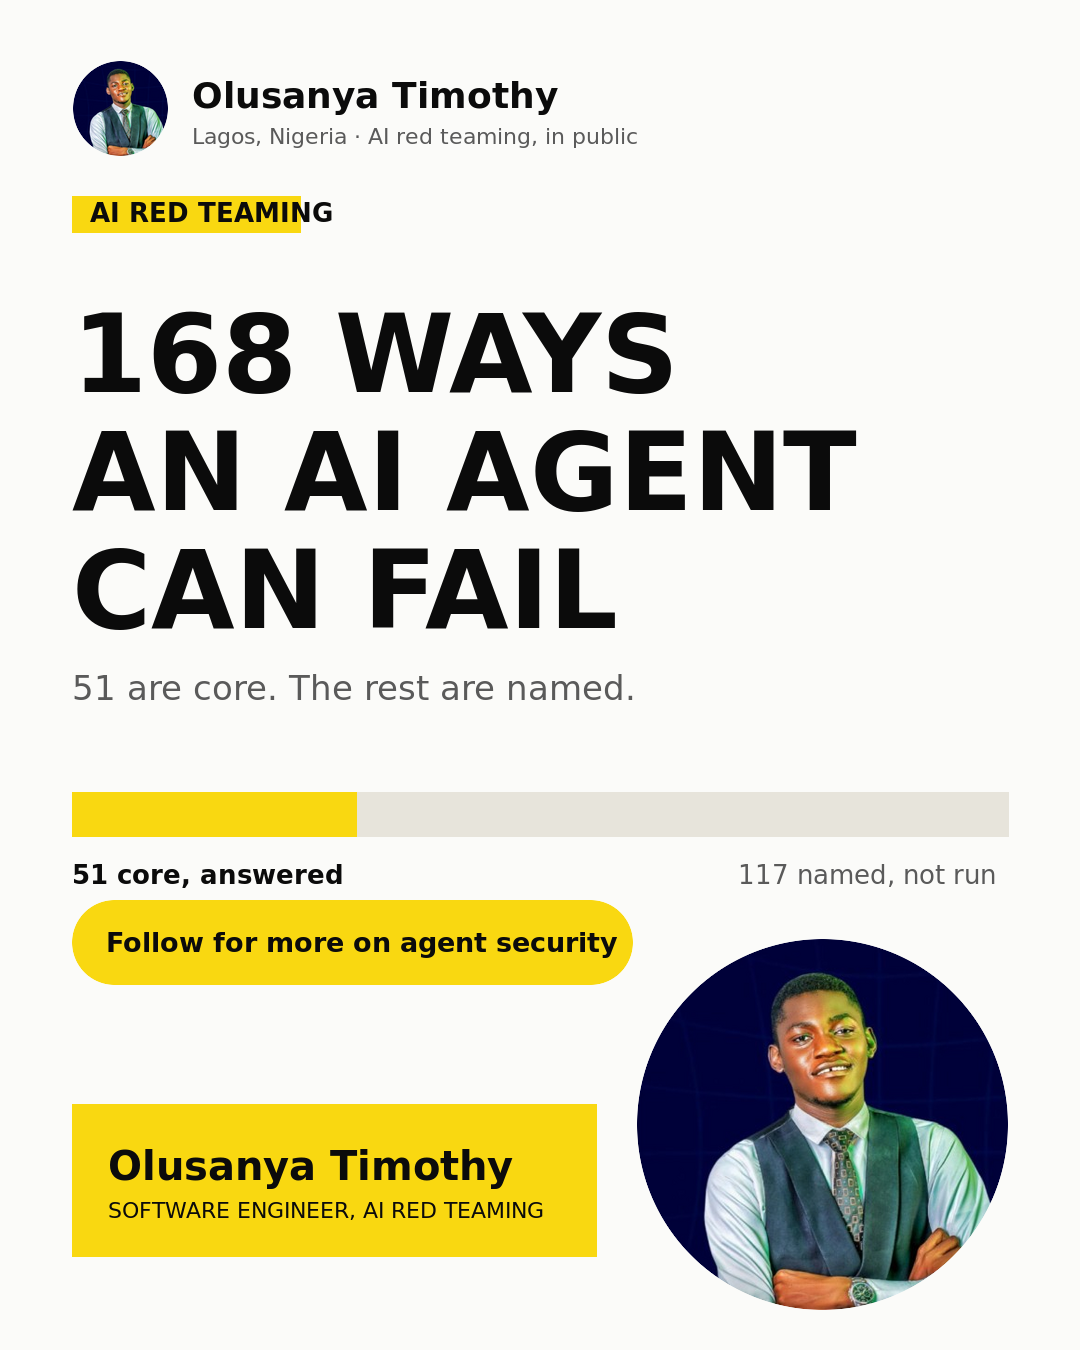 Olusanya Timothy
Lagos, Nigeria · AI red teaming, in public
AI RED TEAMING
168 WAYS
AN AI AGENT
CAN FAIL
51 are core. The rest are named.
51 core, answered
117 named, not run
Follow for more on agent security
Olusanya Timothy
SOFTWARE ENGINEER, AI RED TEAMING